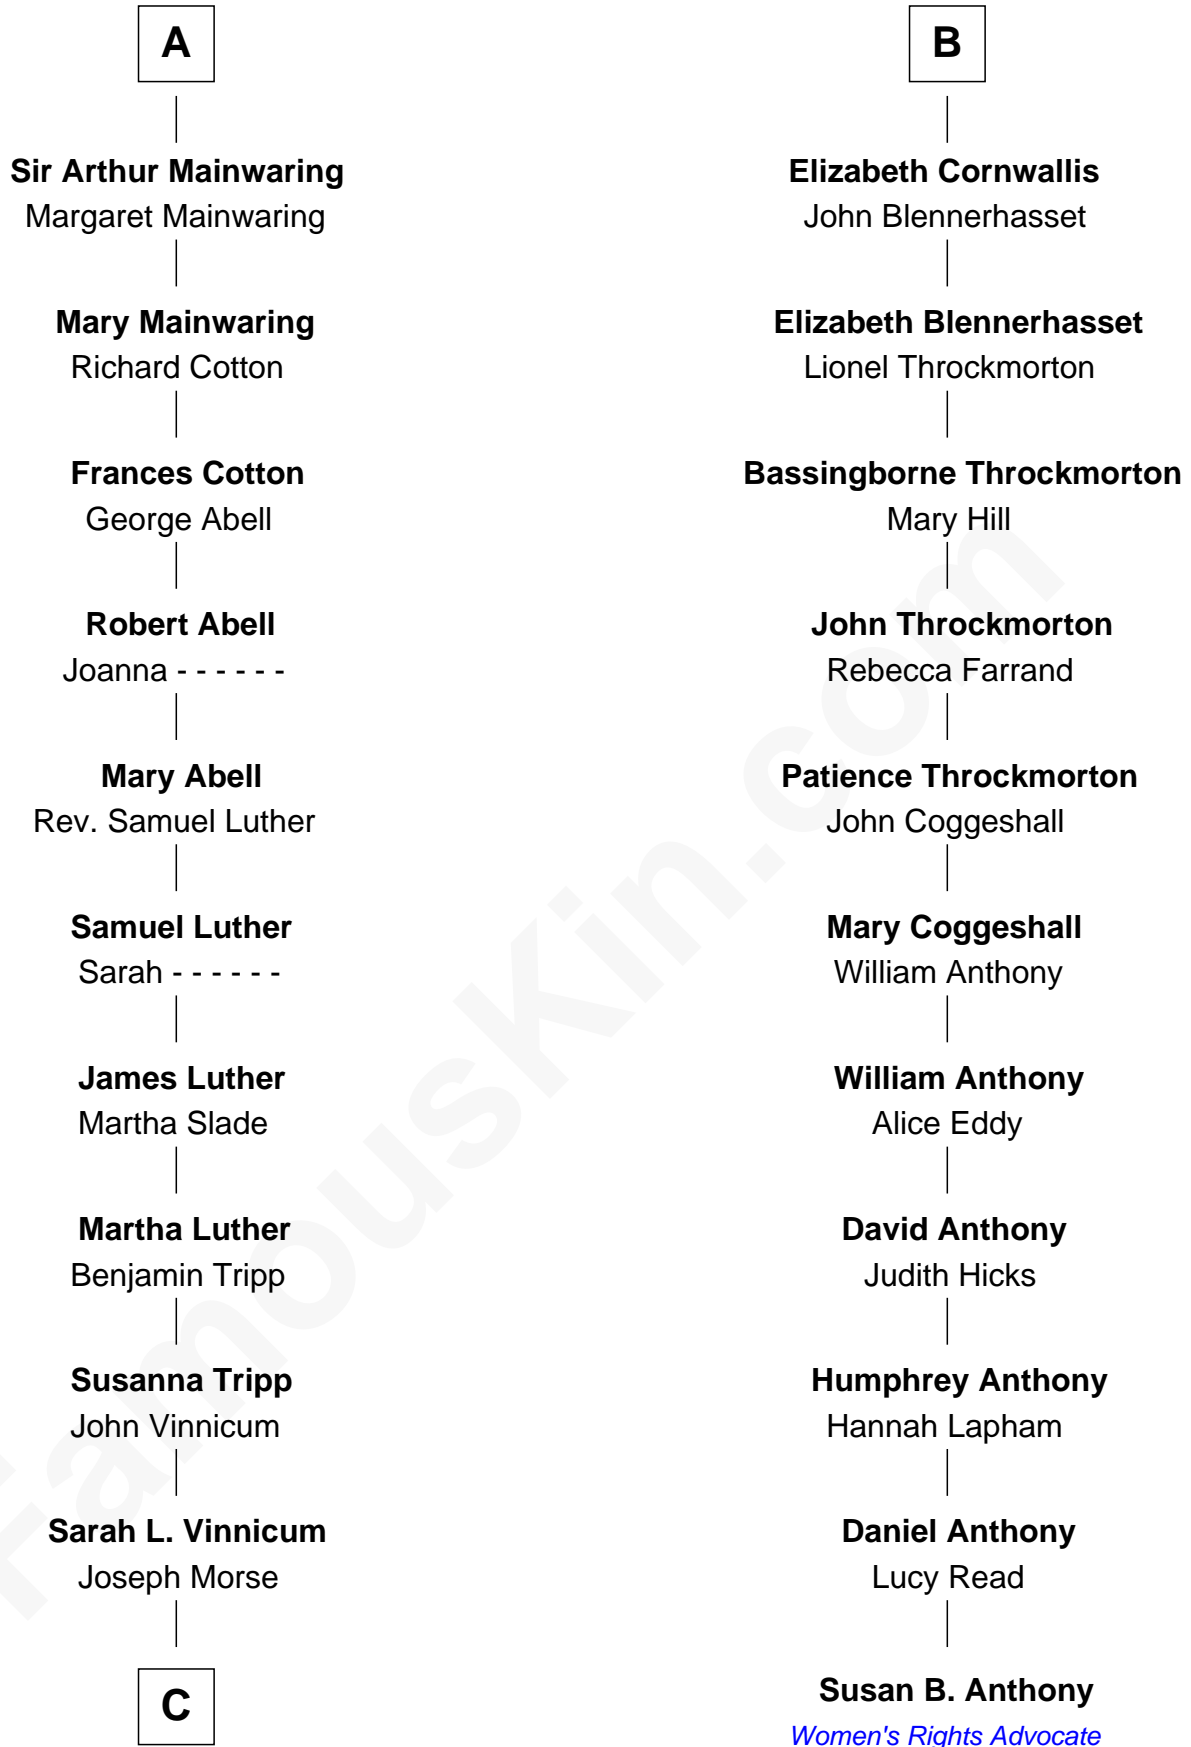 A
Sir Arthur Mainwaring
Margaret Mainwaring
Mary Mainwaring
Richard Cotton
Frances Cotton
George Abell
Robert Abell
Joanna - - - - - -
Mary Abell
Rev. Samuel Luther
Samuel Luther
Sarah - - - - - -
James Luther
Martha Slade
Martha Luther
Benjamin Tripp
Susanna Tripp
John Vinnicum
Sarah L. Vinnicum
Joseph Morse
C
B
Elizabeth Cornwallis
John Blennerhasset
Elizabeth Blennerhasset
Lionel Throckmorton
Bassingborne Throckmorton
Mary Hill
John Throckmorton
Rebecca Farrand
Patience Throckmorton
John Coggeshall
Mary Coggeshall
William Anthony
William Anthony
Alice Eddy
David Anthony
Judith Hicks
Humphrey Anthony
Hannah Lapham
Daniel Anthony
Lucy Read
Susan B. Anthony
Women's Rights Advocate
FamousKin.com